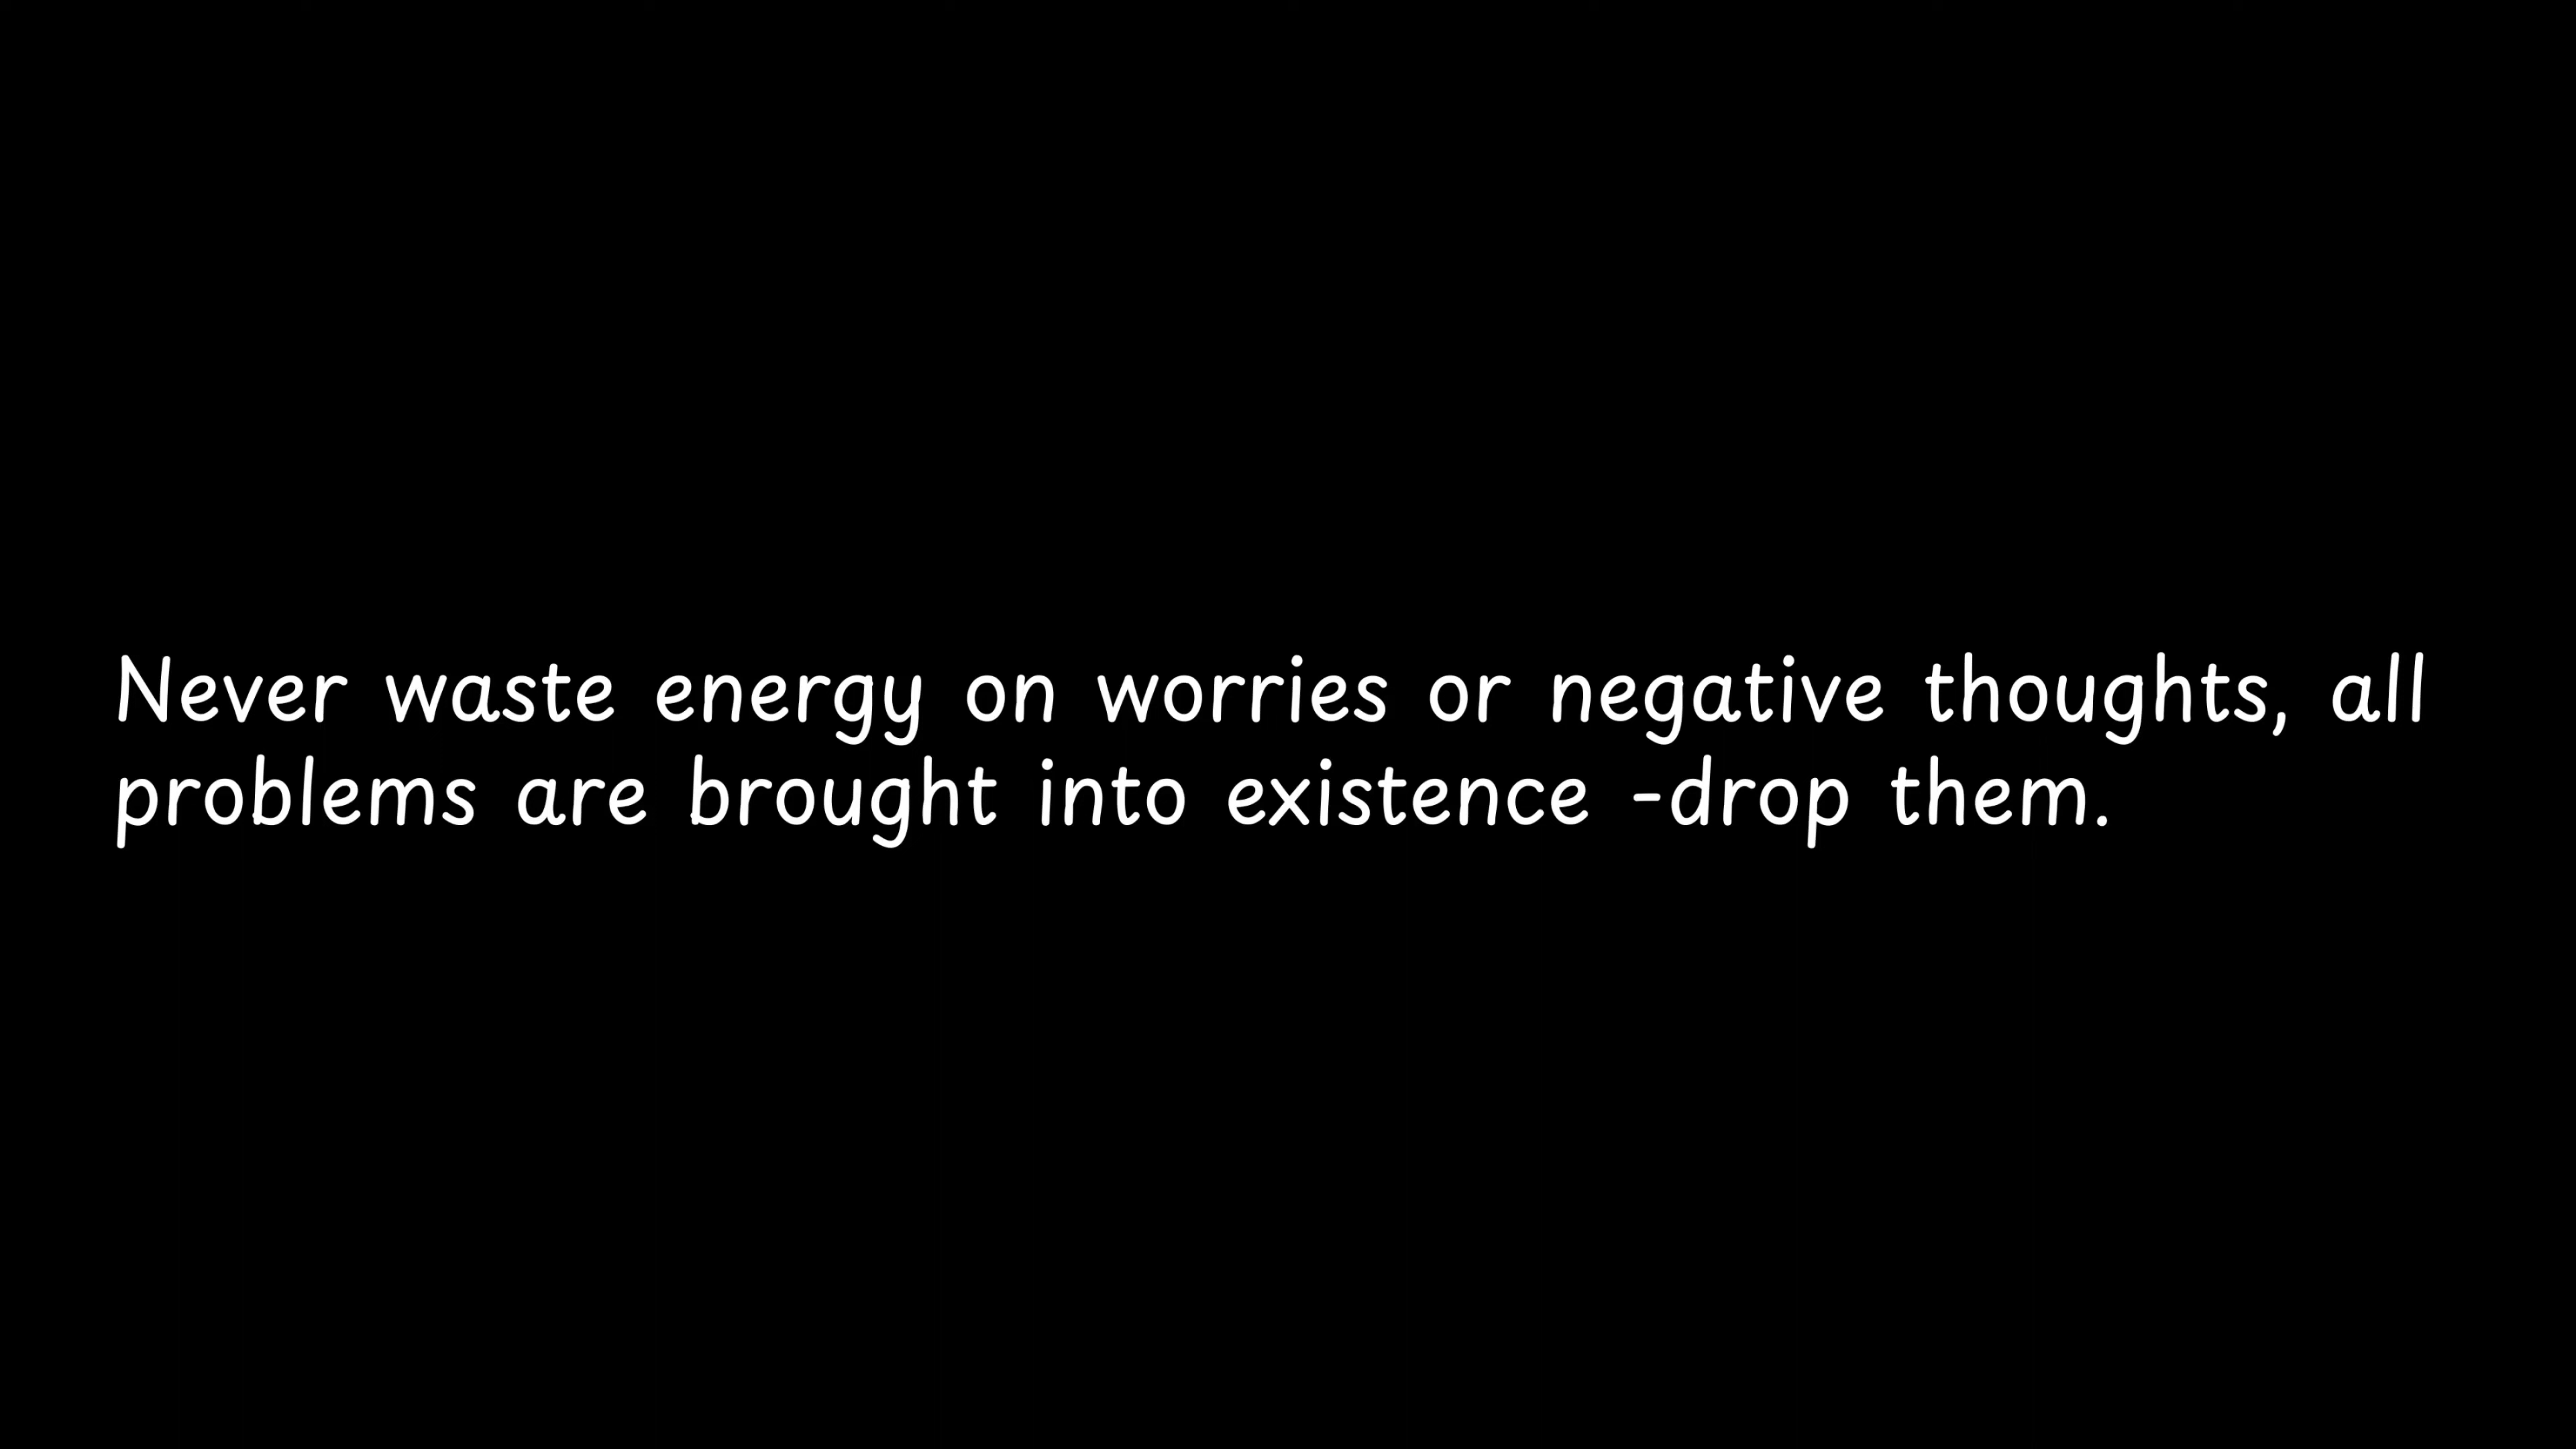 Never waste energy on worries or negative thoughts, all
problems are brought into existence -drop them.